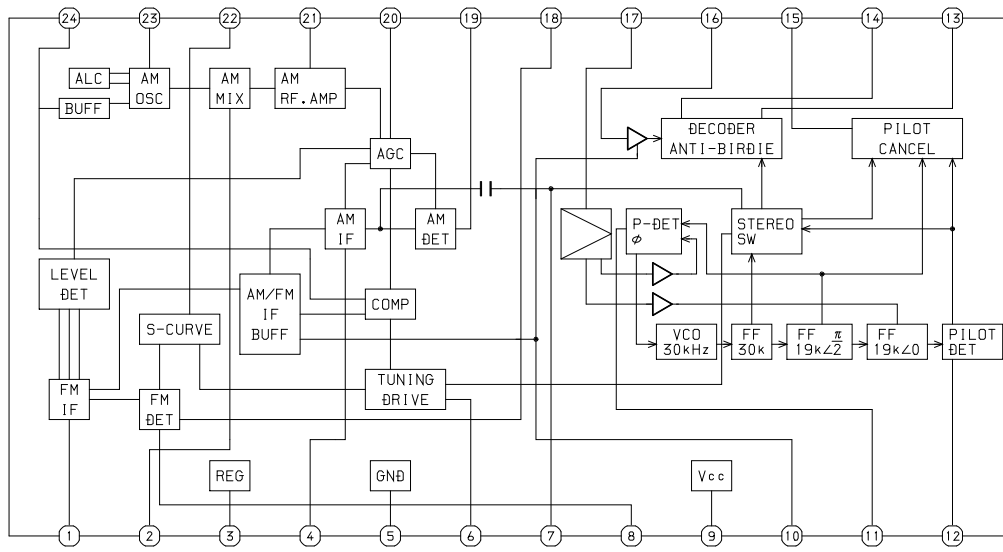 24 23 22 21 20 19 18 17 16 15 14 13
ALC
AM
OSC
AM
MIX
AM
RF.AMP
BUFF
DECODER
ANTI-BIRDIE
PILOT
CANCEL
AGC
AM
IF
AM
DET
P-DET
ø
STEREO
SW
LEVEL
DET
AM/FM
IF
BUFF
COMP
S-CURVE
VCO
30kHz
FF
30k
FF π
19k∠2
FF
19k∠0
PILOT
DET
FM
IF
FM
DET
TUNING
DRIVE
REG
GND
Vcc
1 2 3 4 5 6 7 8 9 10 11 12